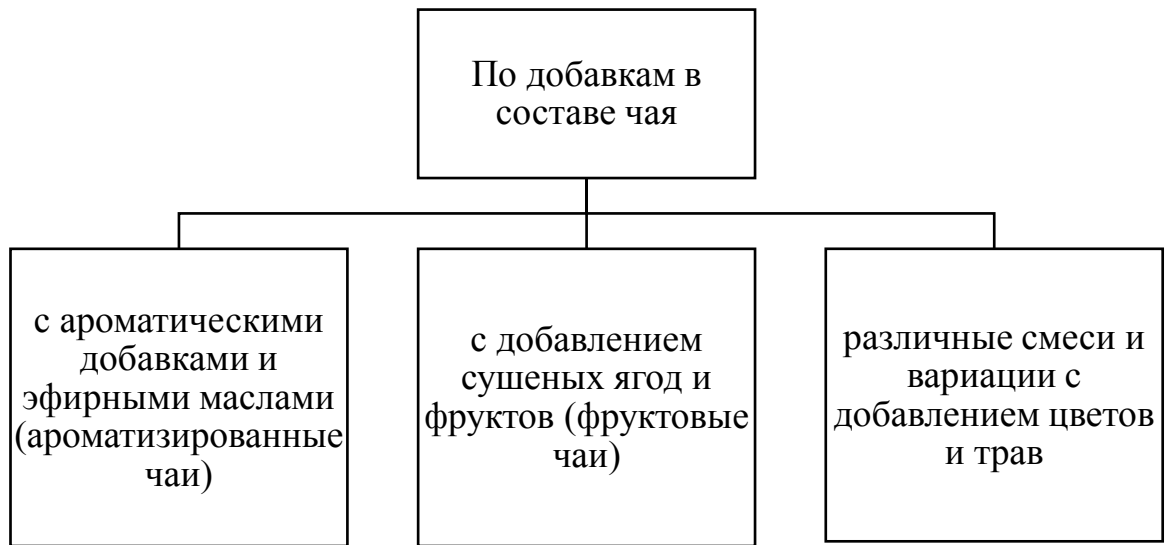 По добавкам в
составе чая
с ароматическими
добавками и
эфирными маслами
(ароматизированные
чаи)
с добавлением
сушеных ягод и
фруктов (фруктовые
чаи)
различные смеси и
вариации с
добавлением цветов
и трав